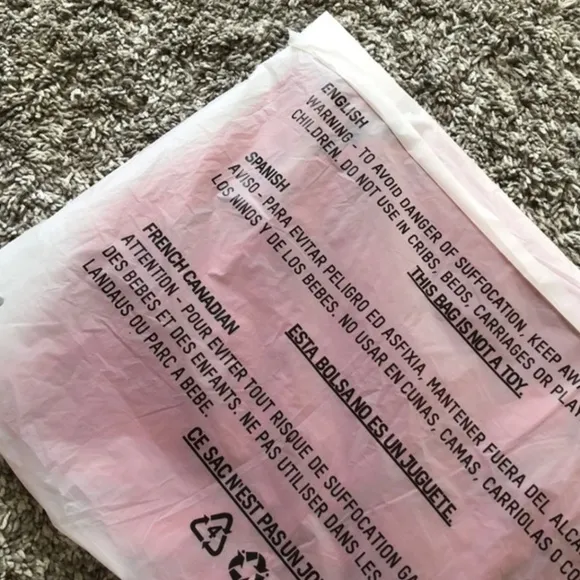 ENGLISH
WARNING - TO AVOID DANGER OF SUFFOCATION, KEEP
CHILDREN. DO NOT USE IN CRIBS, BEDS, CARRIAGES OR
THIS BAG IS NOT A TOY.
SPANISH
AVISO - PARA EVITAR PELIGRO ED ASFIXIA, MANTENER FUERA DEL
LOS NINOS Y DE LOS BEBES, NO USAR EN CUNAS, CAMAS, CARRIOLAS O
ESTA BOLSA NO ES UN JUGUETE.
FRENCH CANADIAN
ATTENTION - POUR EVITER TOUT RISQUE DE SUFFOCATION
DES BEBES ET DES ENFANTS. NE PAS UTILISER DANS LES
LANDAUS OU PARC A BEBE.
CE SAC N'EST PAS UN
4